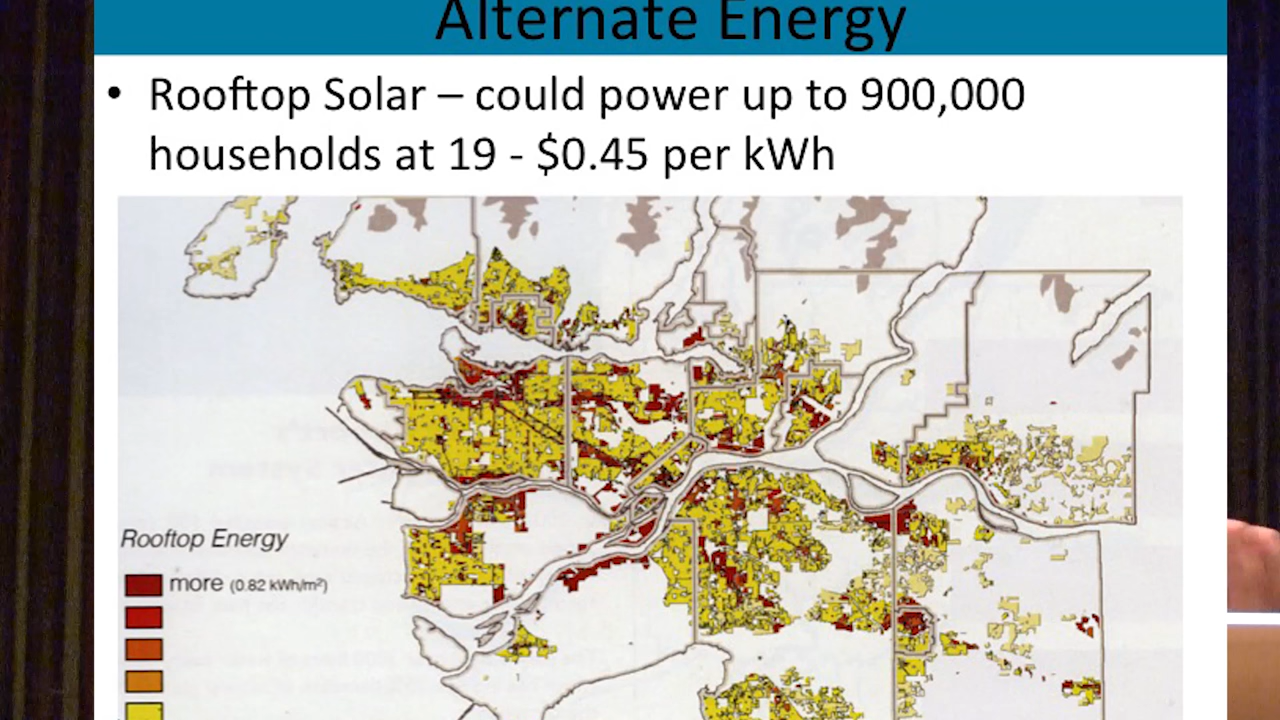 Alternate Energy
• Rooftop Solar – could power up to 900,000
households at 19 - $0.45 per kWh
Rooftop Energy
more (0.82 kWh/m²)